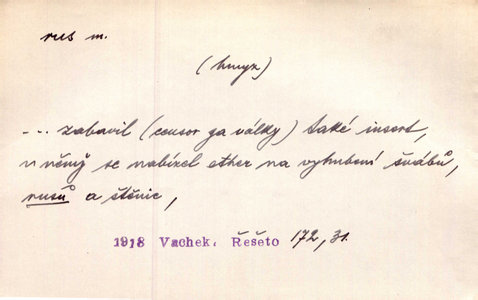 rus m.
(hmyz)
... zabavil (censor za války) také insert,
v němž se nabízel ether na vyhubení švábů,
rusů a štěnic,
1918 Vachek, Řešeto 172, 31.